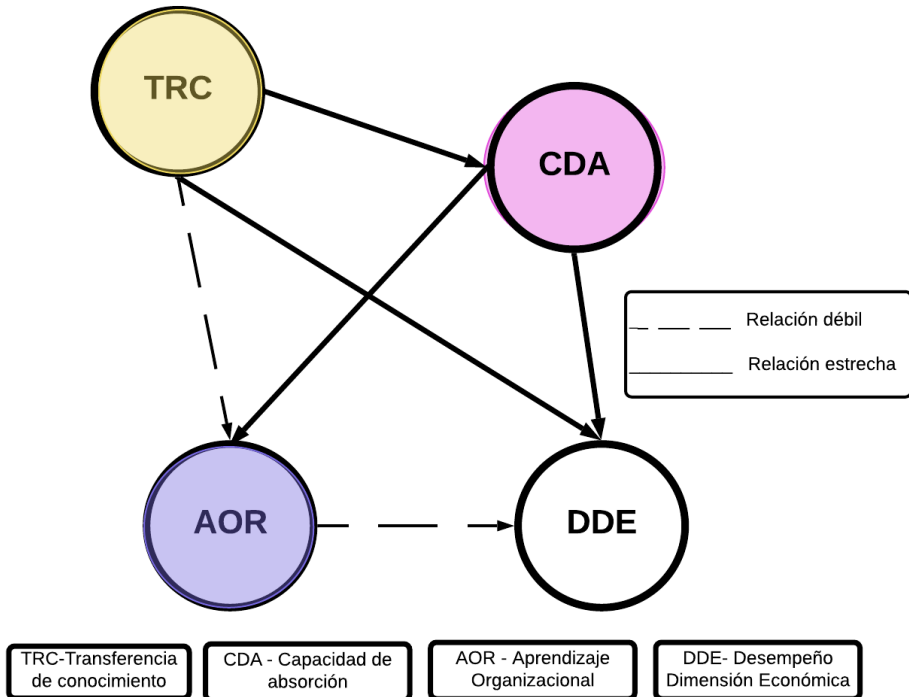 TRC
CDA
Relación débil
Relación estrecha
AOR
DDE
TRC-Transferencia
de conocimiento
CDA - Capacidad de
absorción
AOR - Aprendizaje
Organizacional
DDE- Desempeño
Dimensión Económica